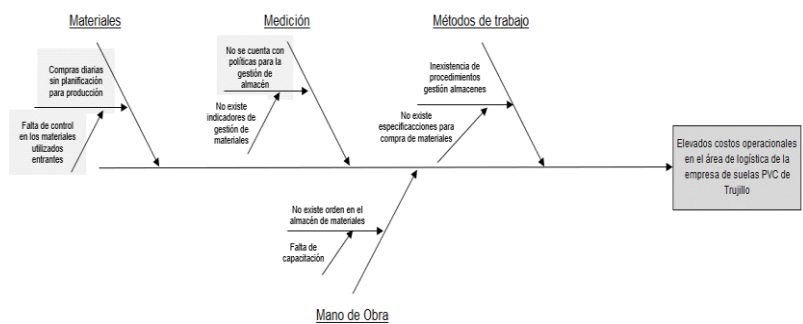 Materiales
Medición
Métodos de trabajo
Compras diarias
sin planificación
para producción
Falta de control
en los materiales
utilizados
entrantes
No se cuenta con
políticas para la
gestión de
almacén
No existe
indicadores de
gestión de
materiales
Inexistencia de
procedimientos
gestión almacenes
No existe
especificacciones para
compra de materiales
Elevados costos operacionales
en el área de logística de la
empresa de suelas PVC de
Trujillo
No existe orden en el
almacén de materiales
Falta de
capacitación
Mano de Obra